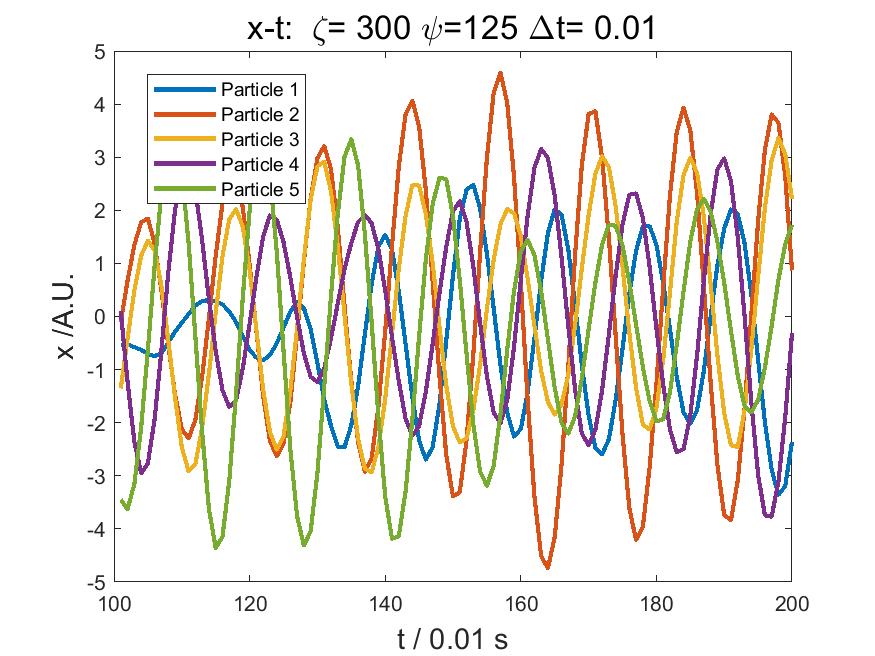 x-t: ζ= 300 ψ=125 Δt= 0.01
5
4
3
2
1
0
-1
-2
-3
-4
-5
x /A.U.
Particle 1
Particle 2
Particle 3
Particle 4
Particle 5
100 120 140 160 180 200
t / 0.01 s